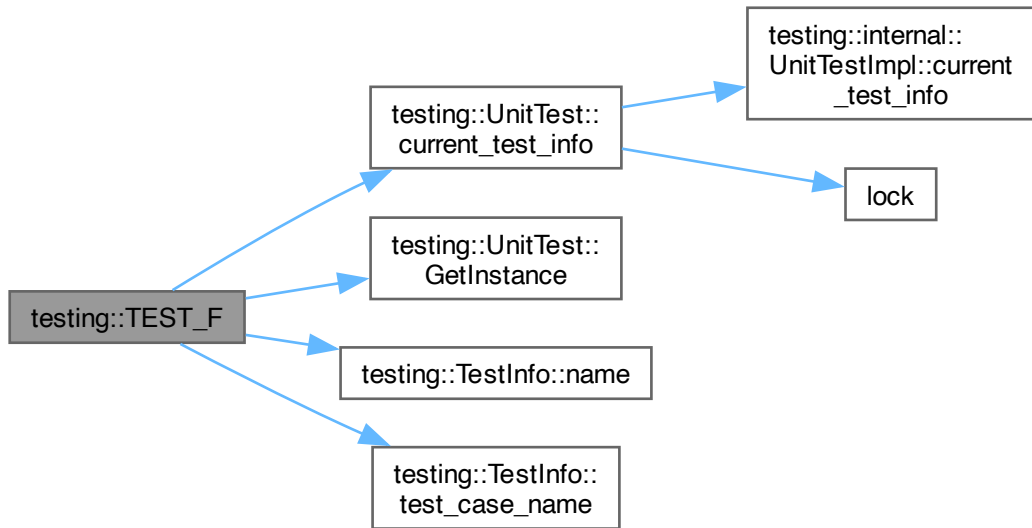 testing::internal::
UnitTestImpl::current
_test_info
testing::UnitTest::
current_test_info
lock
testing::UnitTest::
GetInstance
testing::TEST_F
testing::TestInfo::name
testing::TestInfo::
test_case_name